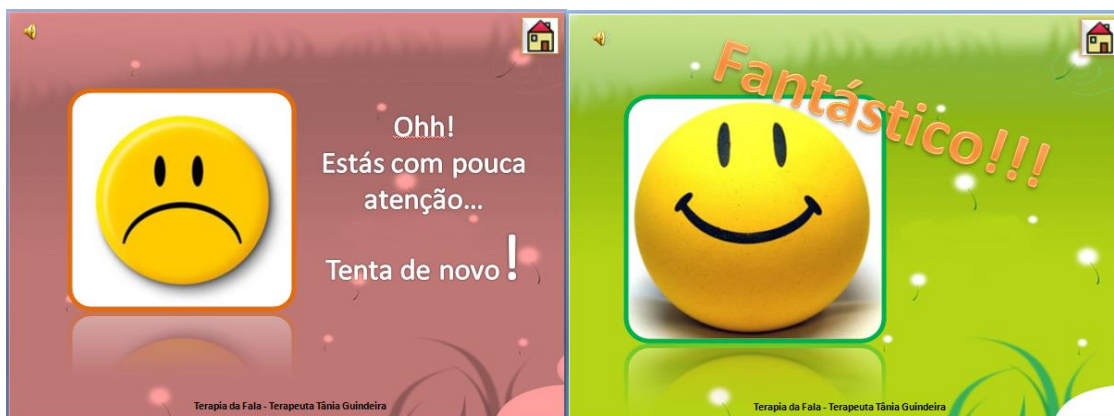 Ohh!
Estás com pouca
atenção...
Tenta de novo!
Terapia da Fala - Terapeuta Tânia Guindeira
Fantástico!!!
Terapia da Fala - Terapeuta Tânia Guindeira